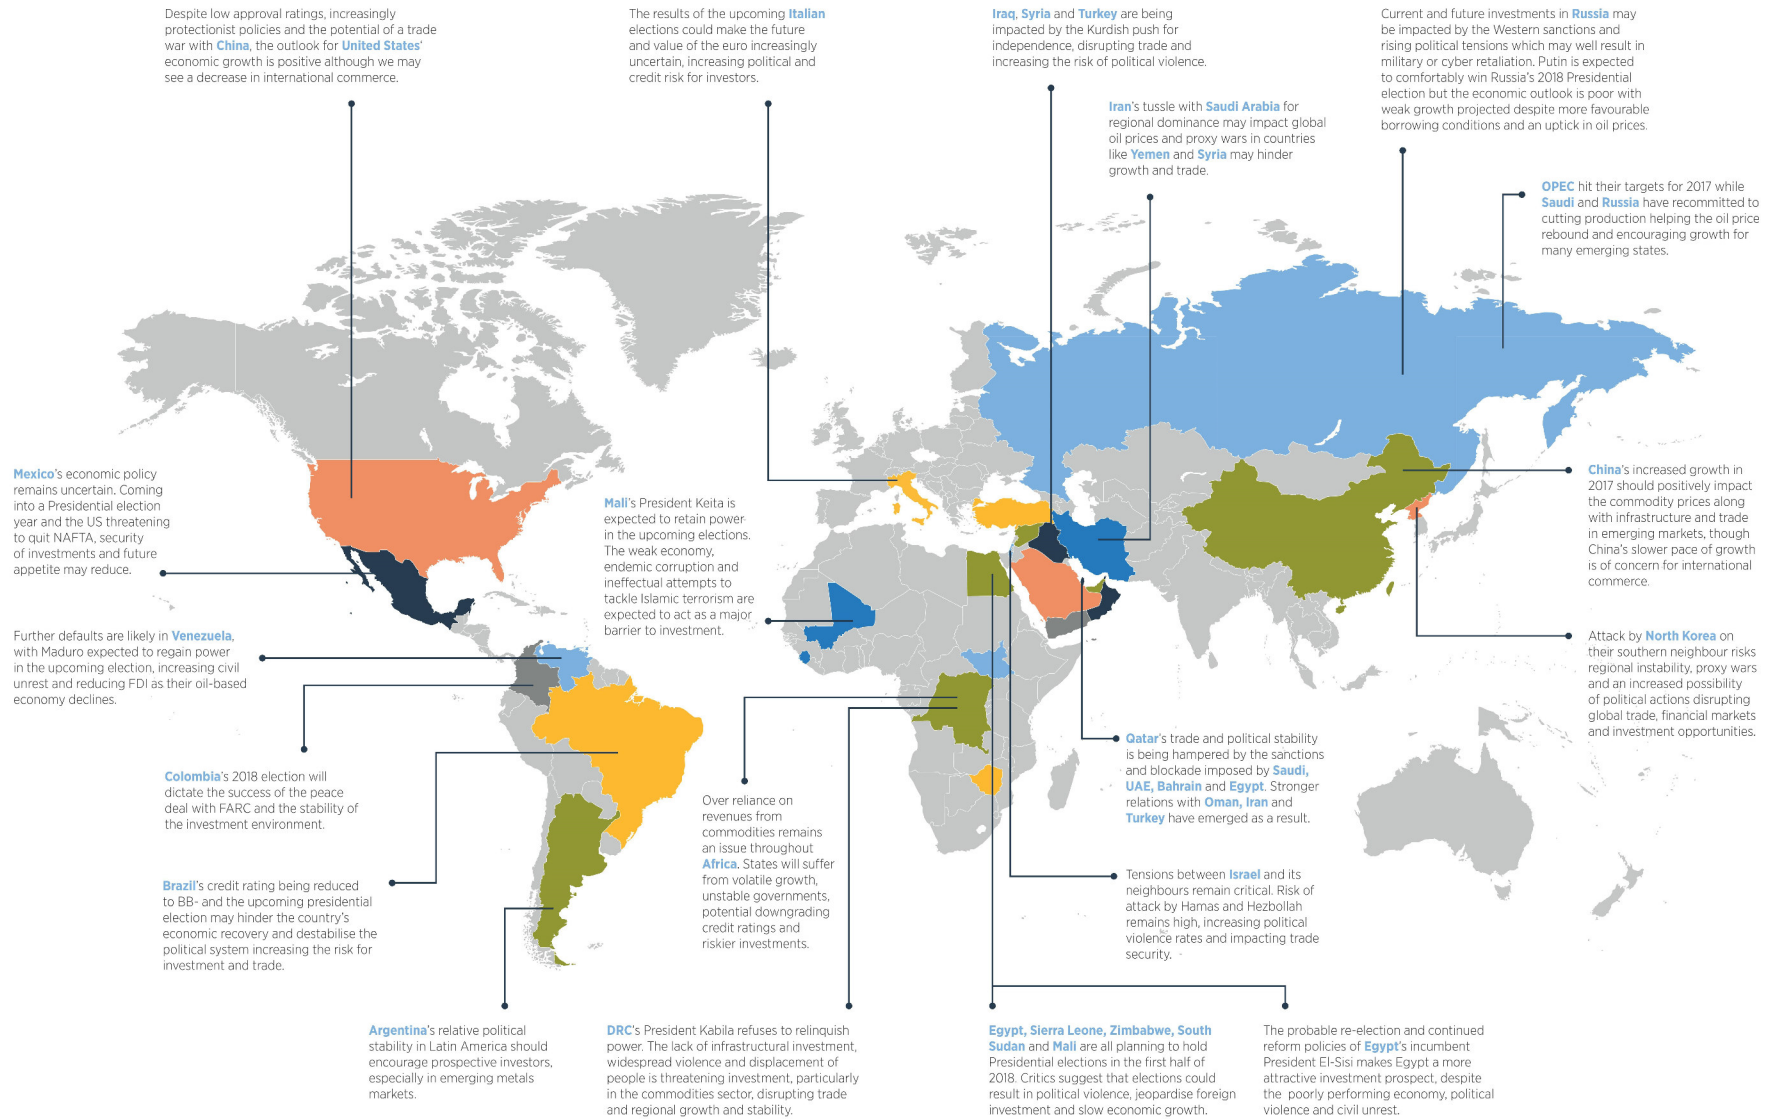 Despite low approval ratings, increasingly
protectionist policies and the potential of a trade
war with China, the outlook for United States'
economic growth is positive although we may
see a decrease in international commerce.
The results of the upcoming Italian
elections could make the future
and value of the euro increasingly
uncertain, increasing political and
credit risk for investors.
Iraq, Syria and Turkey are being
impacted by the Kurdish push for
independence, disrupting trade and
increasing the risk of political violence.
Iran's tussle with Saudi Arabia for
regional dominance may impact global
oil prices and proxy wars in countries
like Yemen and Syria may hinder
growth and trade.
Current and future investments in Russia may
be impacted by the Western sanctions and
rising political tensions which may well result in
military or cyber retaliation. Putin is expected
to comfortably win Russia's 2018 Presidential
election but the economic outlook is poor with
weak growth projected despite more favourable
borrowing conditions and an uptick in oil prices.
OPEC hit their targets for 2017 while
Saudi and Russia have recommitted to
cutting production helping the oil price
rebound and encouraging growth for
many emerging states.
Mexico's economic policy
remains uncertain. Coming
into a Presidential election
year and the US threatening
to quit NAFTA, security
of investments and future
appetite may reduce.
Mali's President Keita is
expected to retain power
in the upcoming elections.
The weak economy,
endemic corruption and
ineffectual attempts to
tackle Islamic terrorism are
expected to act as a major
barrier to investment.
China's increased growth in
2017 should positively impact
the commodity prices along
with infrastructure and trade
in emerging markets, though
China's slower pace of growth
is of concern for international
commerce.
Further defaults are likely in Venezuela,
with Maduro expected to regain power
in the upcoming election, increasing civil
unrest and reducing FDI as their oil-based
economy declines.
Attack by North Korea on
their southern neighbour risks
regional instability, proxy wars
and an increased possibility
of political actions disrupting
global trade, financial markets
and investment opportunities.
Colombia's 2018 election will
dictate the success of the peace
deal with FARC and the stability of
the investment environment.
Qatar's trade and political stability
is being hampered by the sanctions
and blockade imposed by Saudi,
UAE, Bahrain and Egypt. Stronger
relations with Oman, Iran and
Turkey have emerged as a result.
Over reliance on
revenues from
commodities remains
an issue throughout
Africa. States will suffer
from volatile growth,
unstable governments,
potential downgrading
credit ratings and
riskier investments.
Brazil's credit rating being reduced
to BB- and the upcoming presidential
election may hinder the country's
economic recovery and destabilise the
political system increasing the risk for
investment and trade.
Tensions between Israel and its
neighbours remain critical. Risk of
attack by Hamas and Hezbollah
remains high, increasing political
violence rates and impacting trade
security.
Argentina's relative political
stability in Latin America should
encourage prospective investors,
especially in emerging metals
markets.
DRC's President Kabila refuses to relinquish
power. The lack of infrastructural investment,
widespread violence and displacement of
people is threatening investment, particularly
in the commodities sector, disrupting trade
and regional growth and stability.
Egypt, Sierra Leone, Zimbabwe, South
Sudan and Mali are all planning to hold
Presidential elections in the first half of
2018. Critics suggest that elections could
result in political violence, jeopardise foreign
investment and slow economic growth.
The probable re-election and continued
reform policies of Egypt's incumbent
President El-Sisi makes Egypt a more
attractive investment prospect, despite
the poorly performing economy, political
violence and civil unrest.